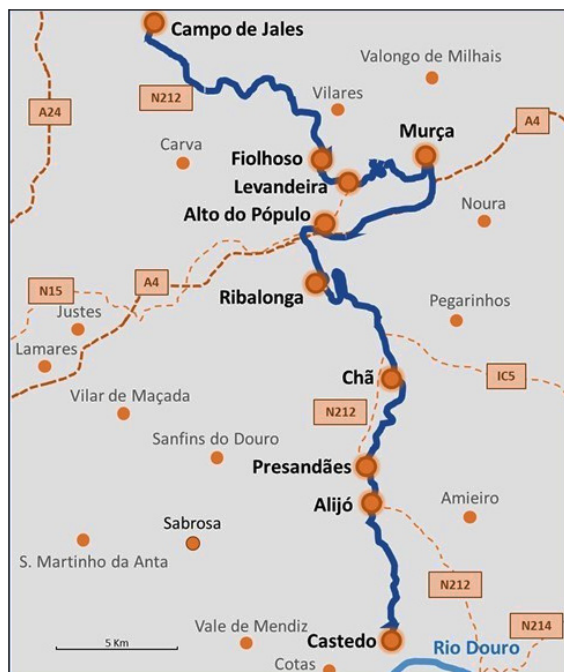 Campo de Jales
Valongo de Milhais
N212
Vilares
A24
A4
Murça
Carva
Fiolhoso
Levandeira
Alto do Pópulo
Noura
A4
N15
Ribalonga
Pegarinhos
Justes
Lamares
Chã
IC5
Vilar de Maçada
N212
Sanfins do Douro
Presandães
Alijó
Amieiro
Sabrosa
S. Martinho da Anta
N212
N214
Vale de Mendiz
Castedo
5 Km
Rio Douro
Cotas